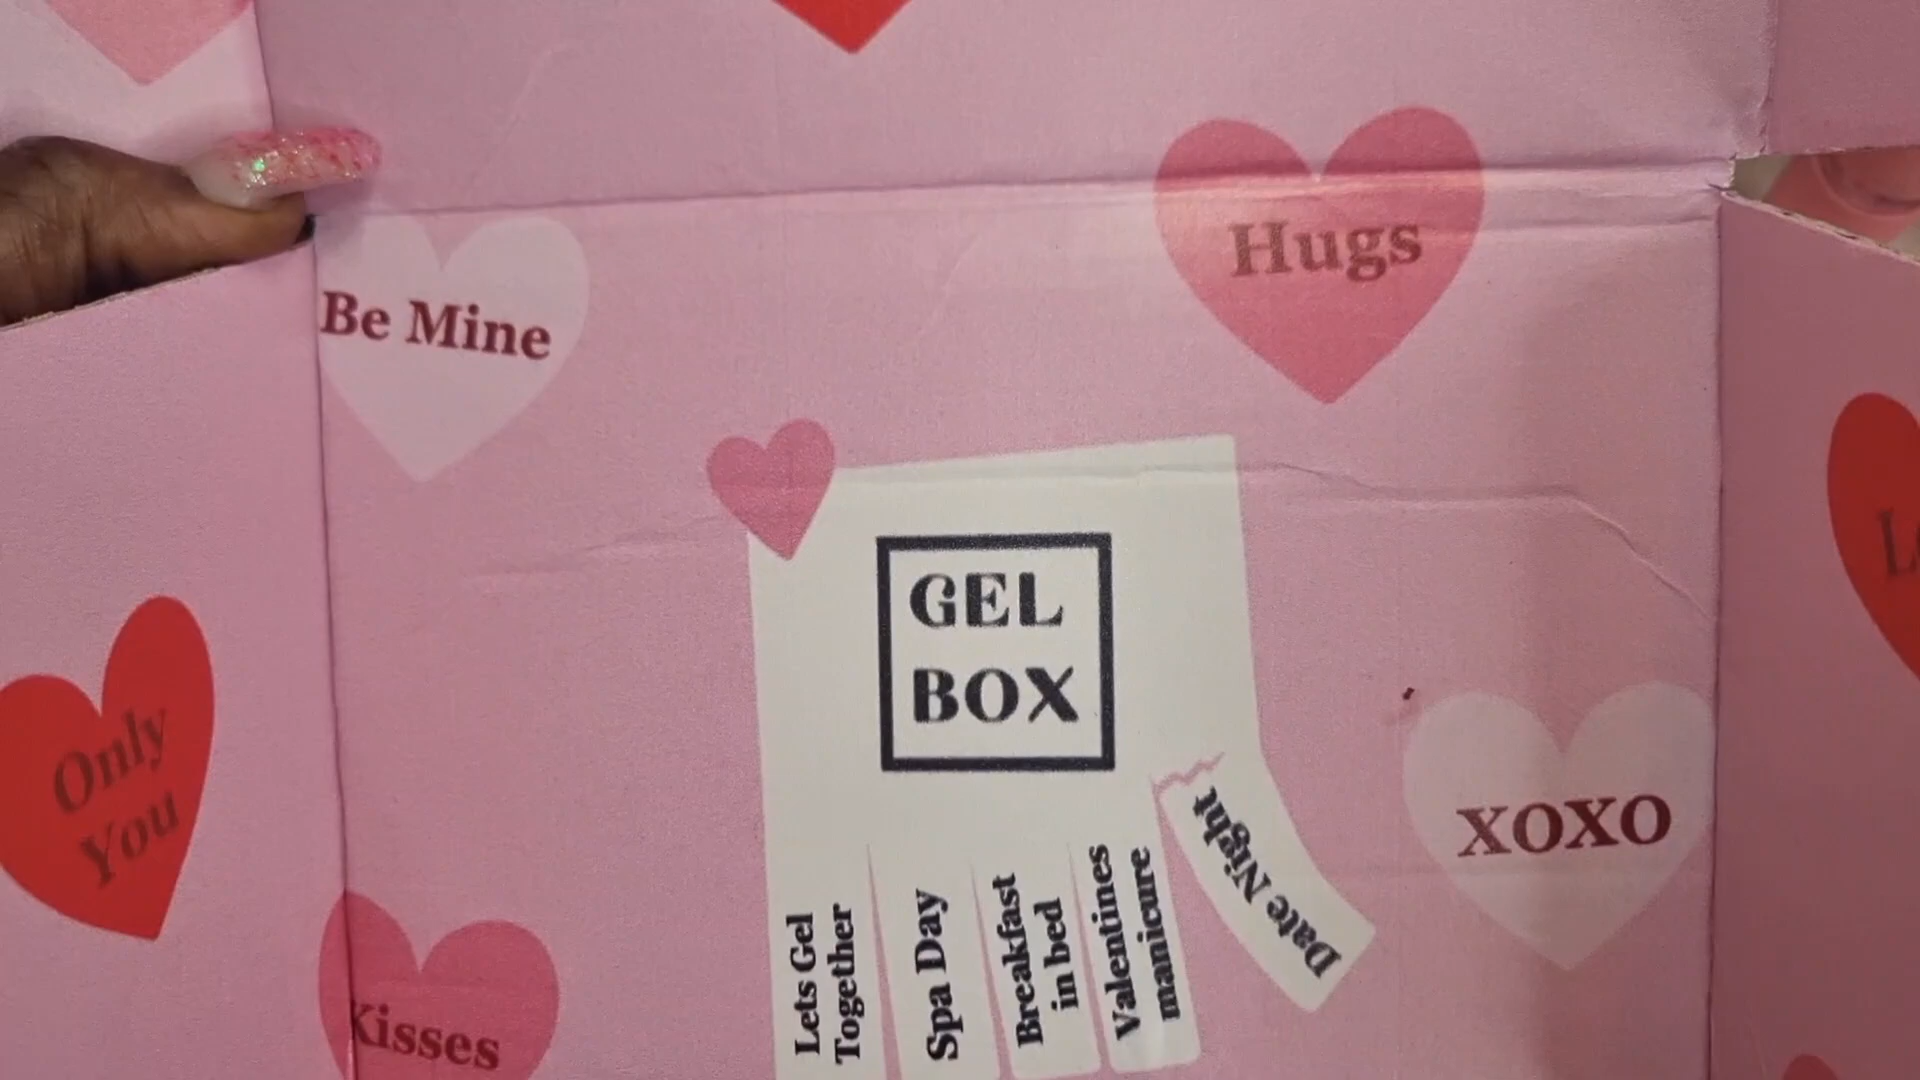 Hugs
Be Mine
GEL
BOX
Only
You
XOXO
Lets Gel
Together
Spa Day
Breakfast
in bed
Valentines
manicure
Date Night
Kisses